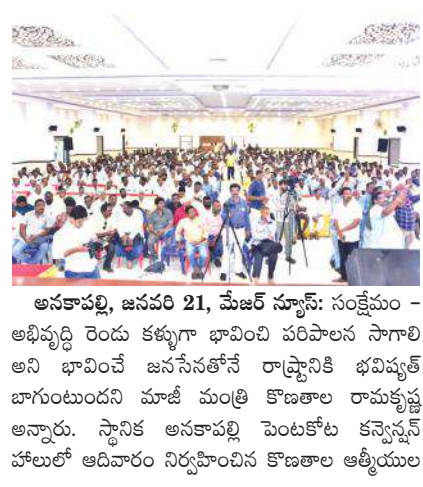 అనకాపల్లి, జనవరి 21, మేజర్ న్యూస్: సంక్షేమం -
అభివృద్ధి రెండు కళ్ళుగా భావించి పరిపాలన సాగాలి
అని భావించే జనసేనతోనే రాష్ట్రానికి భవిష్యత్
బాగుంటుందని మాజీ మంత్రి కొణతాల రామకృష్ణ
అన్నారు. స్థానిక అనకాపల్లి పెంటకోట కన్వెన్షన్
హాలులో ఆదివారం నిర్వహించిన కొణతాల ఆత్మీయుల